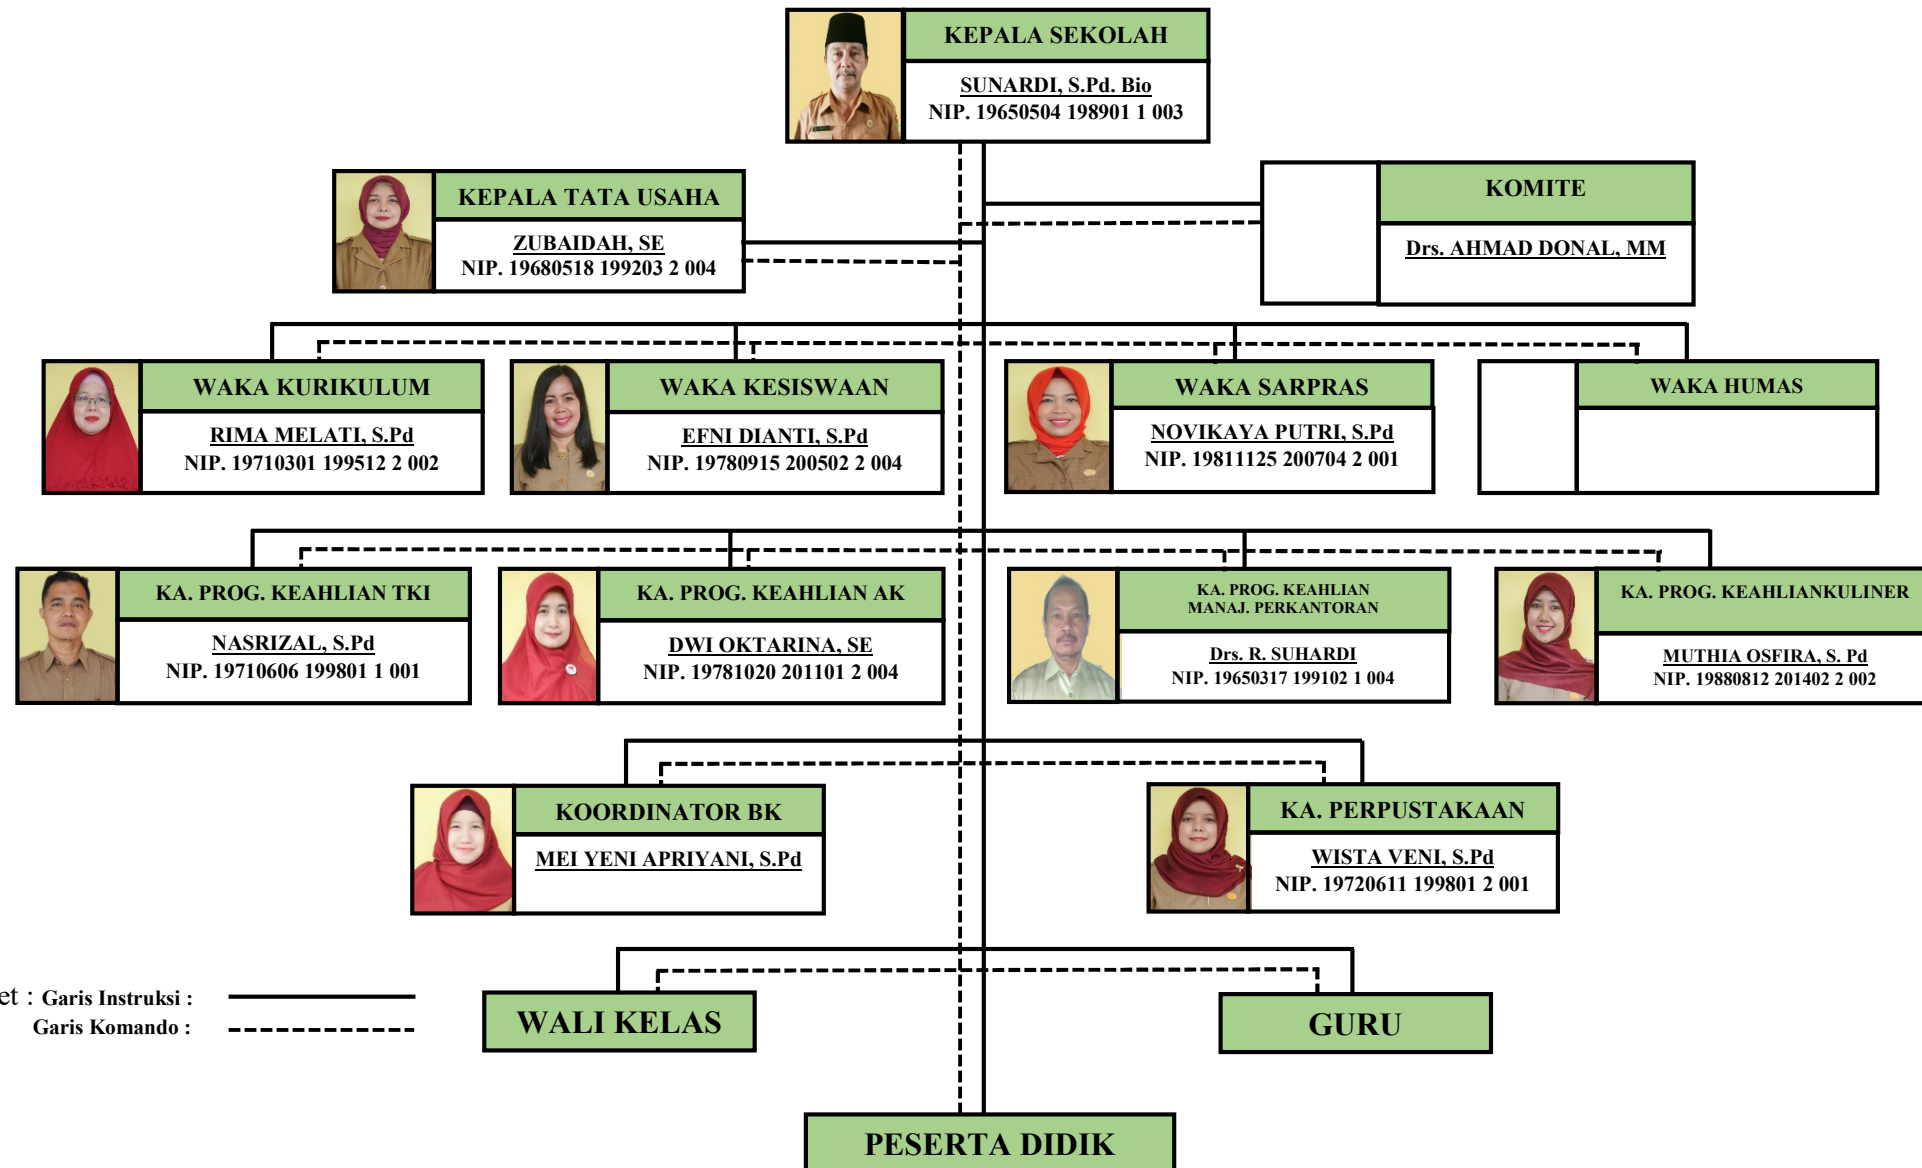 KEPALA SEKOLAH
SUNARDI, S.Pd. Bio
NIP. 19650504 198901 1 003
KEPALA TATA USAHA
ZUBAIDAH, SE
NIP. 19680518 199203 2 004
KOMITE
Drs. AHMAD DONAL, MM
WAKA KURIKULUM
RIMA MELATI, S.Pd
NIP. 19710301 199512 2 002
WAKA KESISWAAN
EFNI DIANTI, S.Pd
NIP. 19780915 200502 2 004
WAKA SARPRAS
NOVIKAYA PUTRI, S.Pd
NIP. 19811125 200704 2 001
WAKA HUMAS
KA. PROG. KEAHLIAN TKI
NASRIZAL, S.Pd
NIP. 19710606 199801 1 001
KA. PROG. KEAHLIAN AK
DWI OKTARINA, SE
NIP. 19781020 201101 2 004
KA. PROG. KEAHLIAN
MANAJ. PERKANTORAN
Drs. R. SUHARDI
NIP. 19650317 199102 1 004
KA. PROG. KEAHLIANKULINER
MUTHIA OSFIRA, S. Pd
NIP. 19880812 201402 2 002
KOORDINATOR BK
MEI YENI APRIYANI, S.Pd
KA. PERPUSTAKAAN
WISTA VENI, S.Pd
NIP. 19720611 199801 2 001
et : Garis Instruksi :
Garis Komando :
WALI KELAS
GURU
PESERTA DIDIK